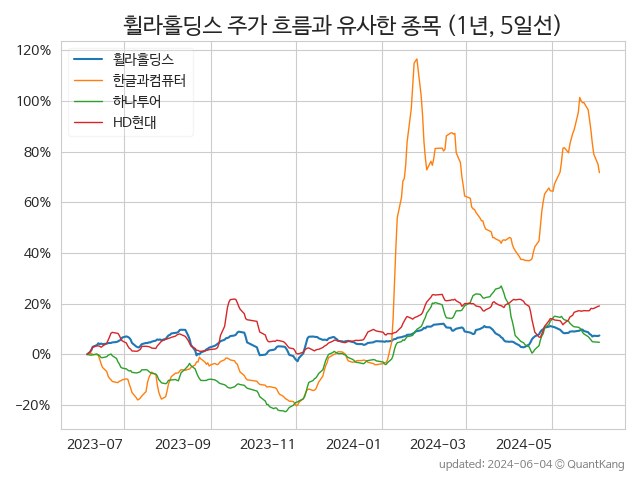 휠라홀딩스 주가 흐름과 유사한 종목 (1년, 5일선)
휠라홀딩스
한글과컴퓨터
하나투어
HD현대
120%
100%
80%
60%
40%
20%
0%
−20%
2023-07 2023-09 2023-11 2024-01 2024-03 2024-05
updated: 2024-06-04 © QuantKang